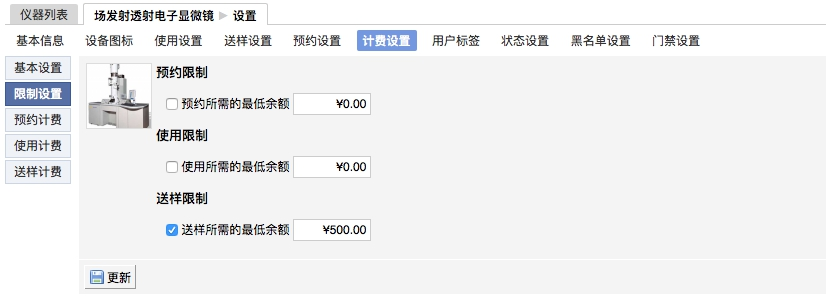 仪器列表
场发射透射电子显微镜 ▶ 设置
基本信息 设备图标 使用设置 送样设置 预约设置 计费设置 用户标签 状态设置 黑名单设置 门禁设置
基本设置
限制设置
预约计费
使用计费
送样计费
预约限制
预约所需的最低余额 ¥0.00
使用限制
使用所需的最低余额 ¥0.00
送样限制
送样所需的最低余额 ¥500.00
更新